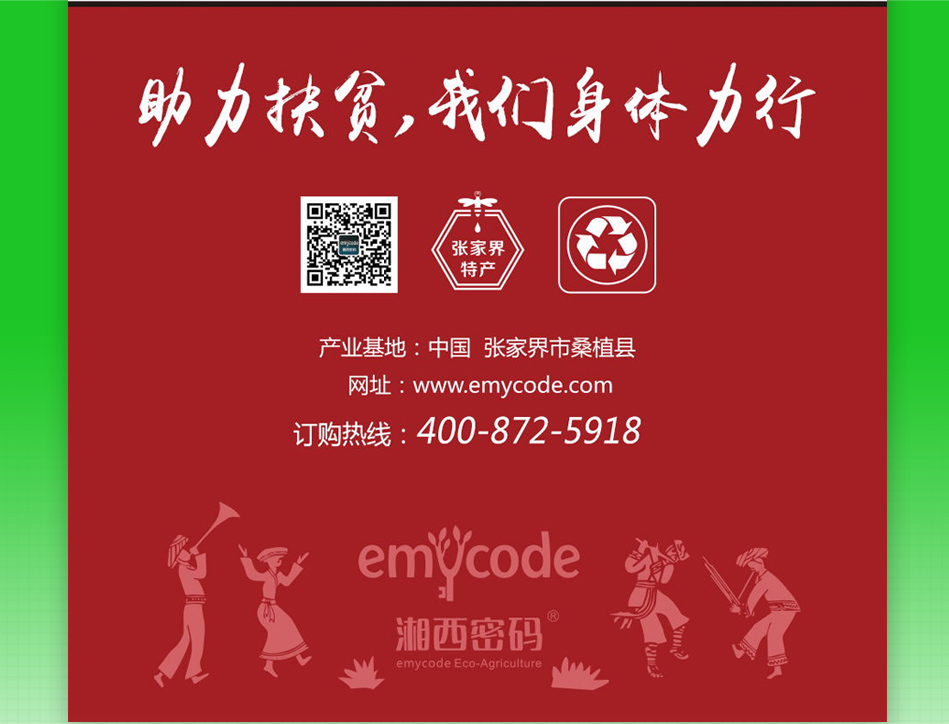 助力扶贫,我们身体力行
emycode
张家界
特产
产业基地：中国 张家界市桑植县
网址：www.emycode.com
订购热线：400-872-5918
emycode
湘西密码®
emycode Eco-Agriculture